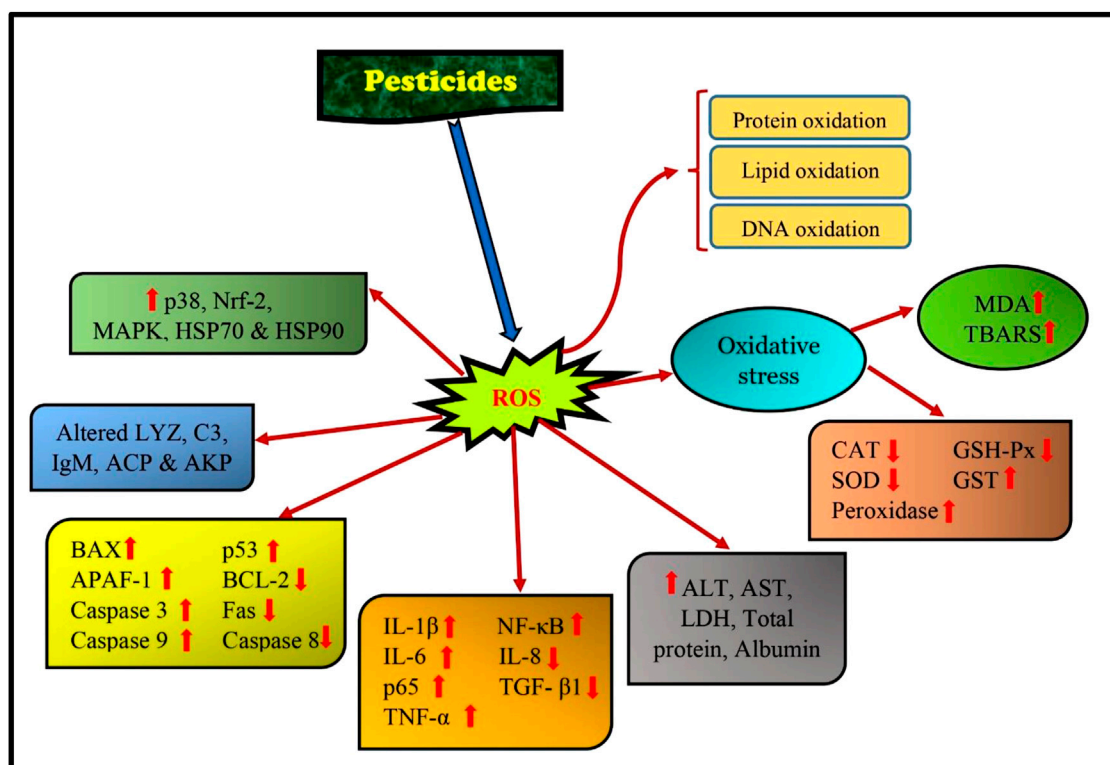 Pesticides
Protein oxidation
Lipid oxidation
DNA oxidation
↑ p38, Nrf-2,
MAPK, HSP70 & HSP90
MDA↑
TBARS↑
Oxidative
stress
ROS
Altered LYZ, C3,
IgM, ACP & AKP
CAT ↓ GSH-Px ↓
SOD ↓ GST ↑
Peroxidase ↑
BAX ↑ p53 ↑
APAF-1 ↑ BCL-2 ↓
Caspase 3 ↑ Fas ↓
Caspase 9 ↑ Caspase 8 ↓
IL-1β ↑ NF-κB ↑
IL-6 ↑ IL-8 ↓
p65 ↑ TGF- β1 ↓
TNF-α ↑
↑ ALT, AST,
LDH, Total
protein, Albumin